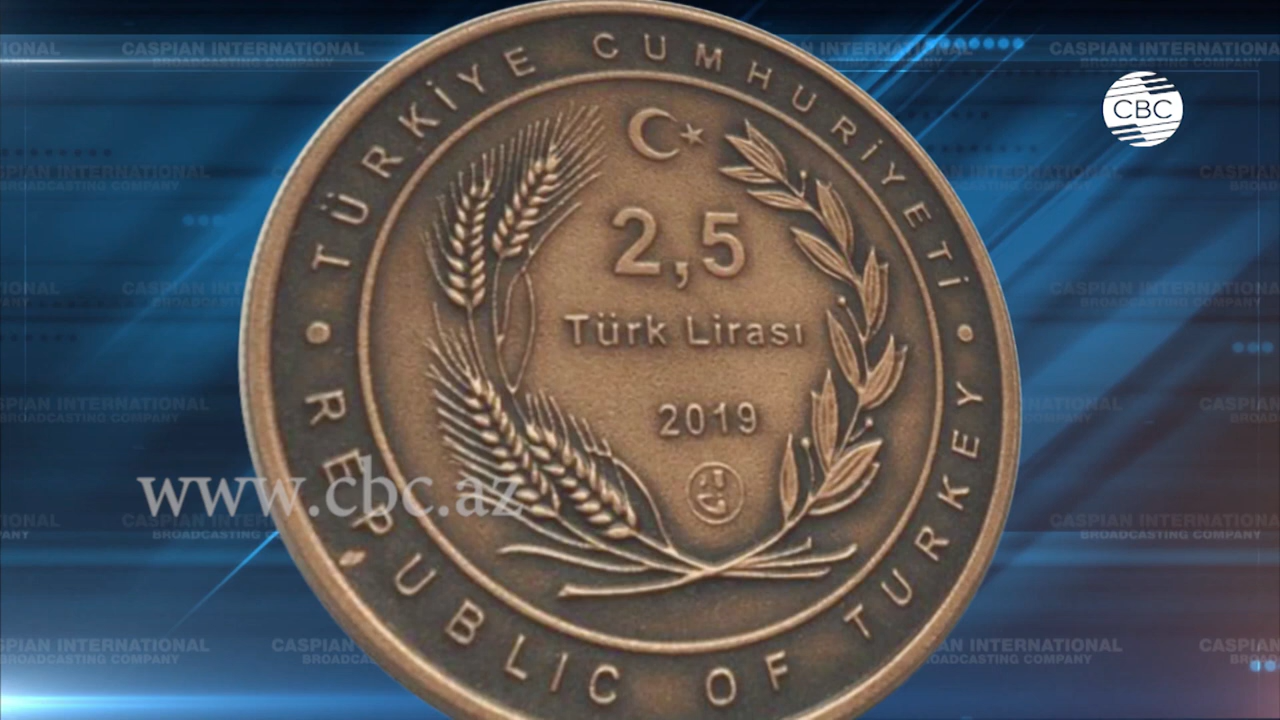 TÜRKİYE CUMHURİYETİ
2,5
Türk Lirası
2019
REPUBLIC OF TURKEY
CBC
www.cbc.az
CASPIAN INTERNATIONAL
BROADCASTING COMPANY